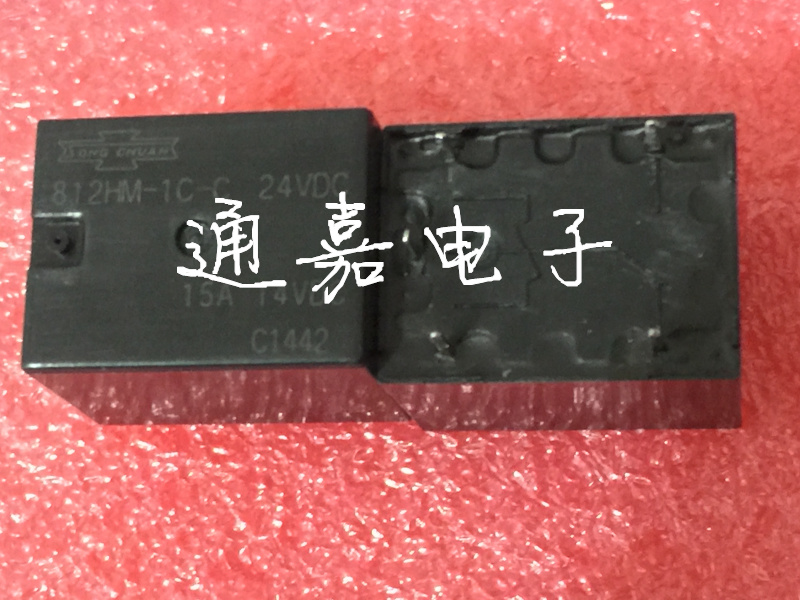 SONG CHUAN
812HM-1C-C 24VDC
通嘉电子
15A 14VDC
C1442